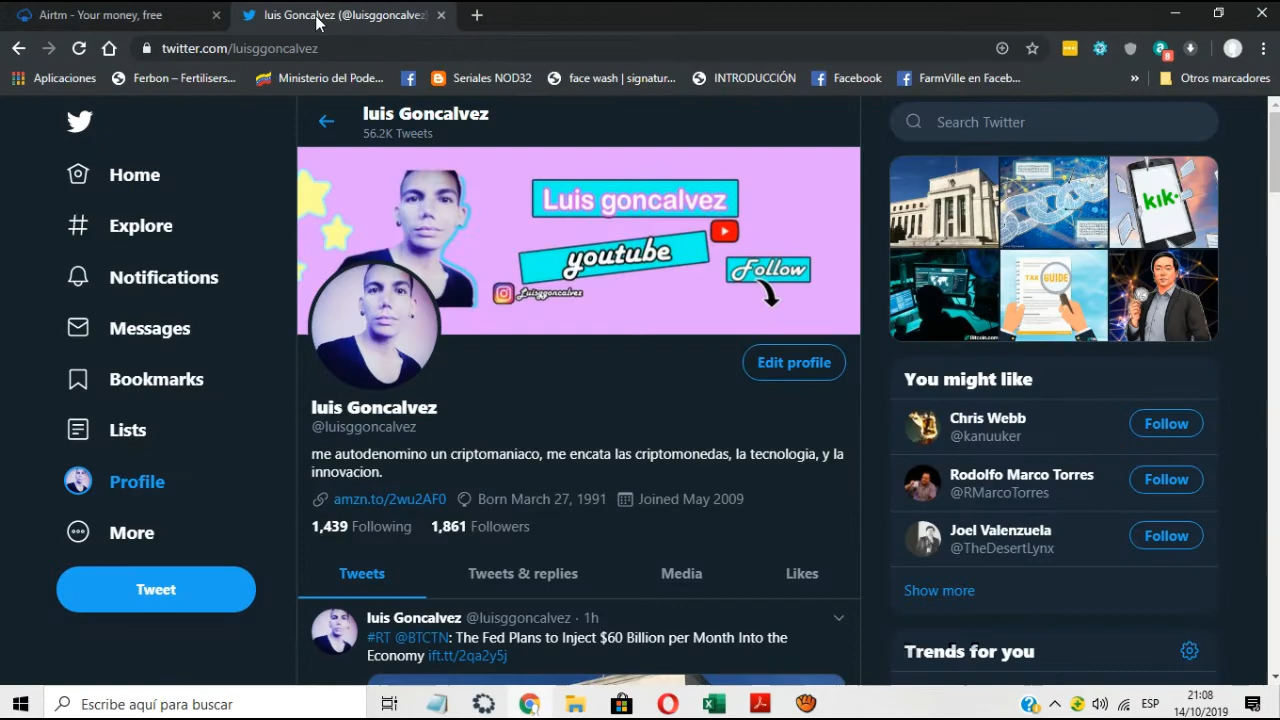 Airtm - Your money, free
luis Goncalvez (@luisggoncalvez)
twitter.com/luisggoncalvez
8
Aplicaciones
Ferbon – Fertilisers...
Ministerio del Pode...
Seriales NOD32
face wash | signatur...
INTRODUCCIÓN
Facebook
FarmVille en Faceb...
»
Otros marcadores
luis Goncalvez
56.2K Tweets
Search Twitter
Home
Explore
Notifications
Messages
Bookmarks
Lists
Profile
More
Tweet
Luis goncalvez
youtube
Follow
Luisggoncalvez
kik
TAX
GUIDE
Bitcoin.com
Edit profile
luis Goncalvez
@luisggoncalvez
me autodenomino un criptomaniaco, me encata las criptomonedas, la tecnologia, y la
innovacion.
amzn.to/2wu2AF0 Born March 27, 1991 Joined May 2009
1,439 Following 1,861 Followers
Tweets
Tweets & replies
Media
Likes
luis Goncalvez @luisggoncalvez · 1h
#RT @BTCTN: The Fed Plans to Inject $60 Billion per Month Into the
Economy ift.tt/2qa2y5j
You might like
Chris Webb
@kanuuker
Follow
Rodolfo Marco Torres
@RMarcoTorres
Follow
Joel Valenzuela
@TheDesertLynx
Follow
Show more
Trends for you
Escribe aquí para buscar
ESP
21:08
14/10/2019